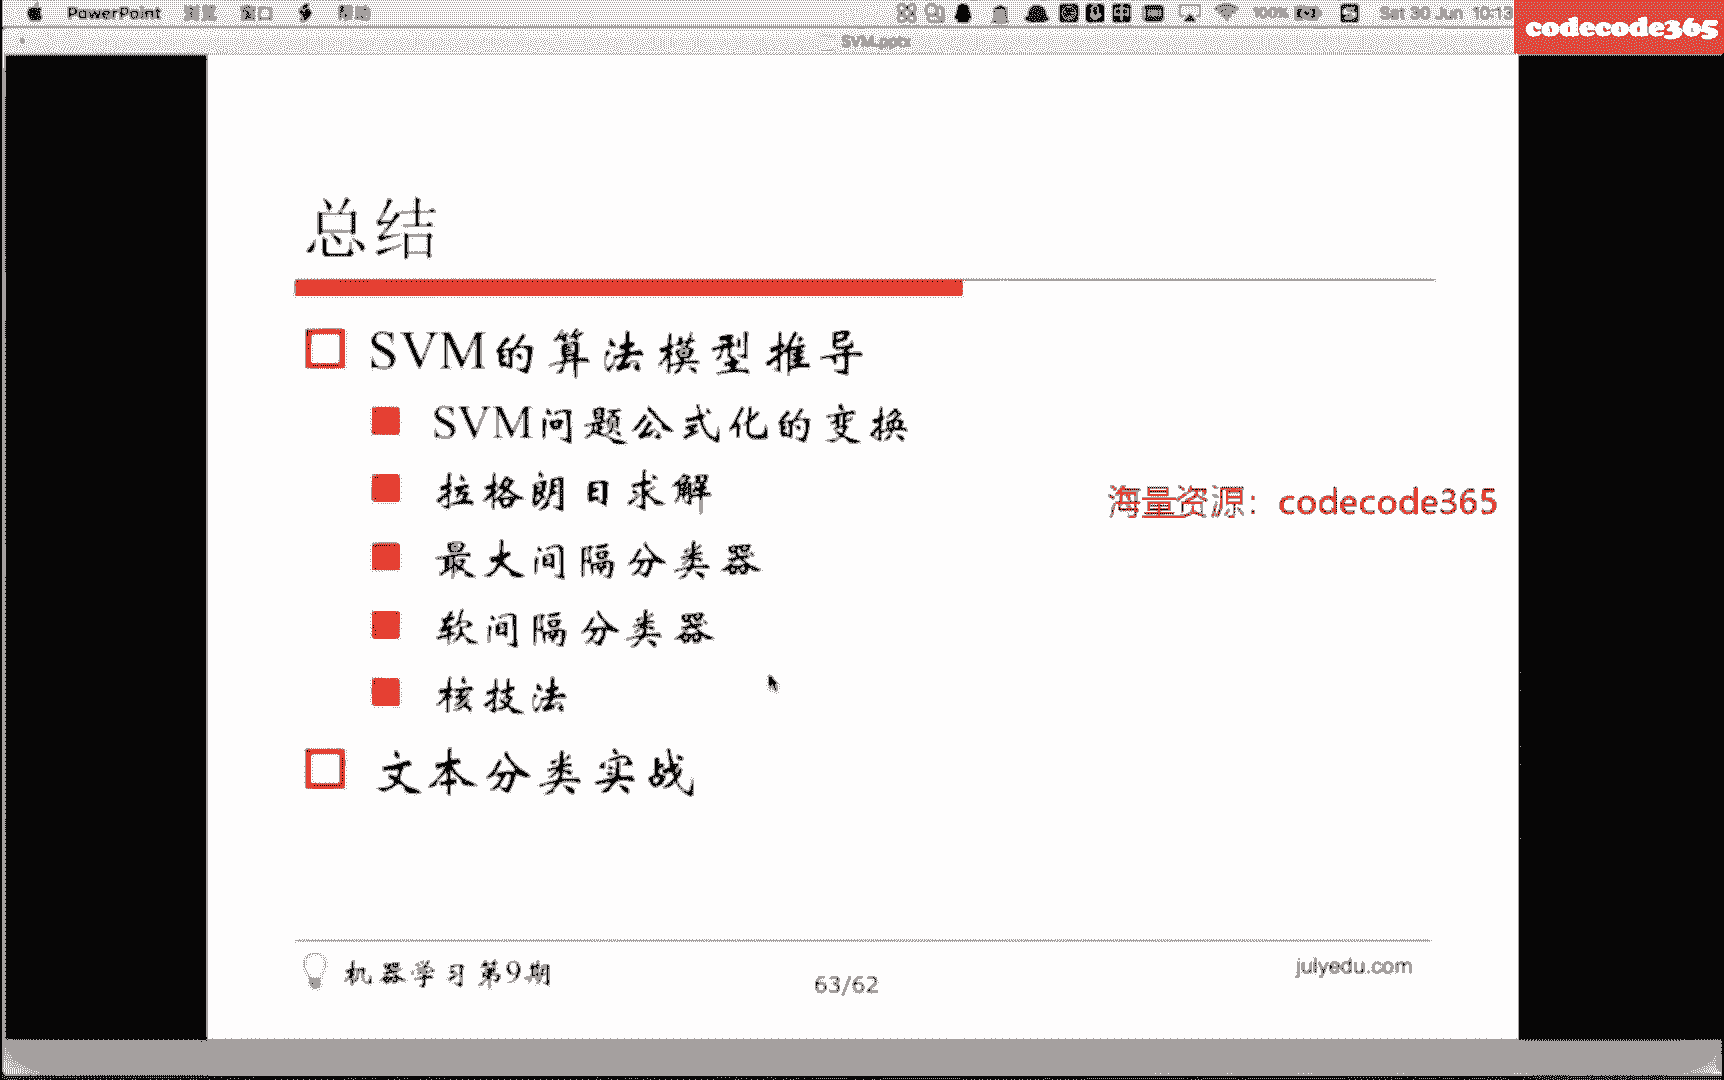 PowerPoint 浏览 窗口 帮助
100%
Sat 30 Jun 10:13
codecode365
SVM.pptx
总结
SVM的算法模型推导
SVM问题公式化的变换
拉格朗日求解
海量资源：codecode365
最大间隔分类器
软间隔分类器
核技法
文本分类实战
机器学习第9期
63/62
julyedu.com